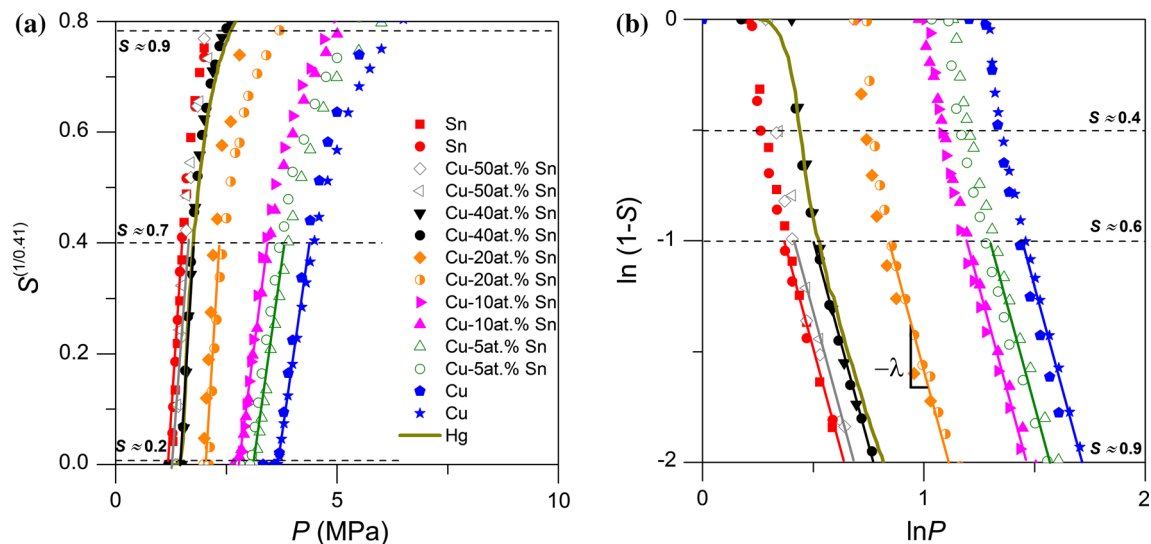 (a)
S(1/0.41)
0.8
0.6
0.4
0.2
0.0
S ≈ 0.9
S ≈ 0.7
S ≈ 0.2
Sn
Sn
Cu-50at.% Sn
Cu-50at.% Sn
Cu-40at.% Sn
Cu-40at.% Sn
Cu-20at.% Sn
Cu-20at.% Sn
Cu-10at.% Sn
Cu-10at.% Sn
Cu-5at.% Sn
Cu-5at.% Sn
Cu
Cu
Hg
0 5 10
P (MPa)
(b)
ln (1-S)
0
-1
-2
S ≈ 0.4
S ≈ 0.6
−λ
S ≈ 0.9
0 1 2
lnP